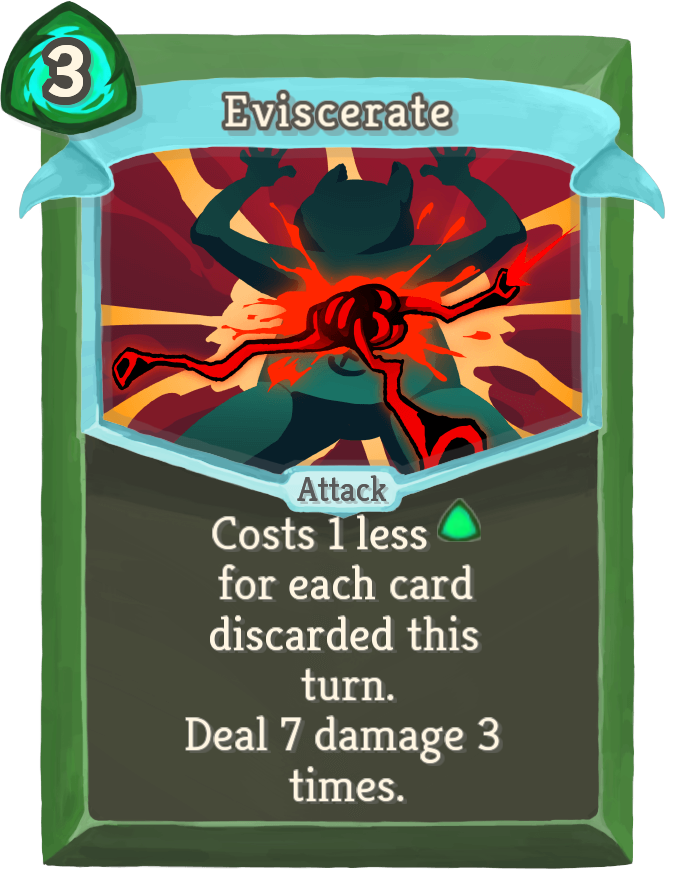 3
Eviscerate
Attack
Costs 1 less
for each card
discarded this
turn.
Deal 7 damage 3
times.